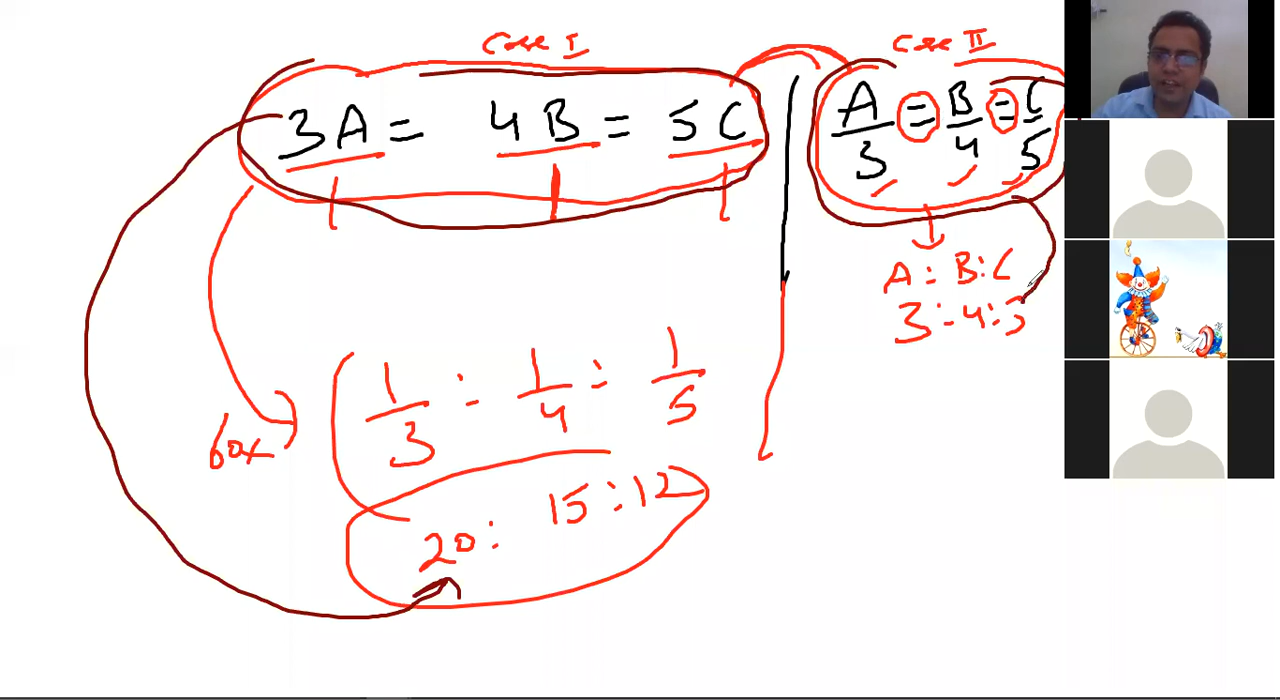 Case I
3A = 4B = 5C
1/3 : 1/4 : 1/5
60x
20 : 15 : 12
Case II
A/3 = B/4 = C/5
A : B : C
3 : 4 : 5